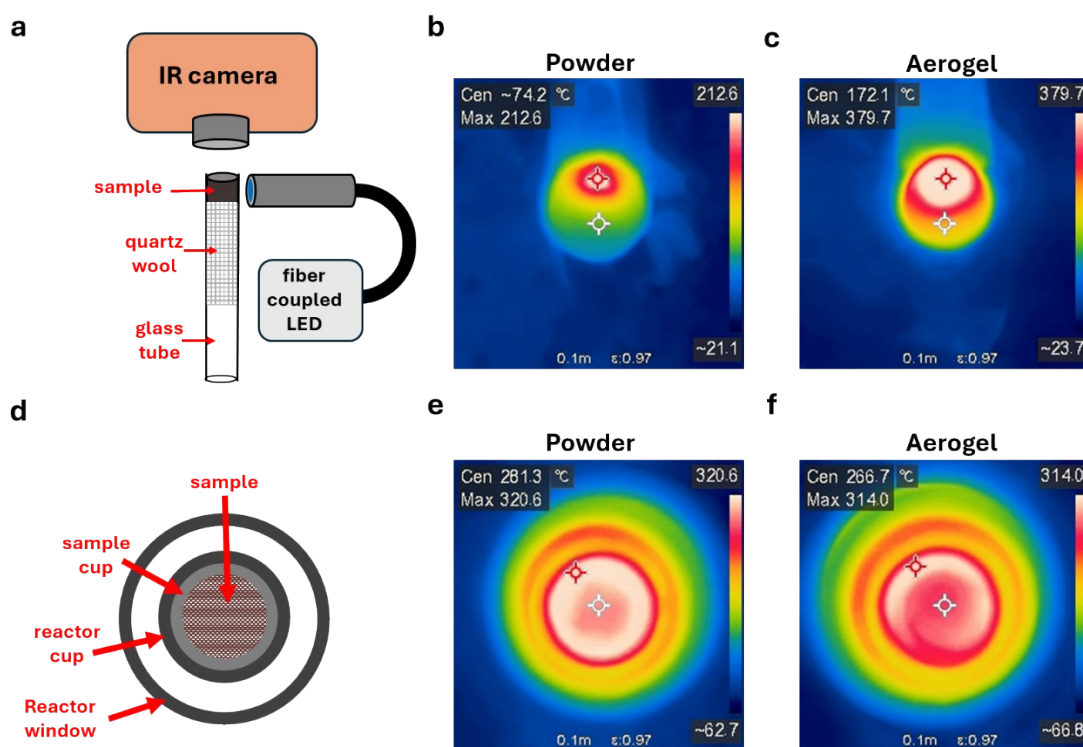 a
IR camera
sample
quartz
wool
glass
tube
fiber
coupled
LED
b
Powder
Cen ~74.2 °C
Max 212.6
212.6
~21.1
0.1m ε:0.97
c
Aerogel
Cen 172.1 °C
Max 379.7
379.7
~23.7
0.1m ε:0.97
d
sample
sample
cup
reactor
cup
Reactor
window
e
Powder
Cen 281.3 °C
Max 320.6
320.6
~62.7
0.1m ε:0.97
f
Aerogel
Cen 266.7 °C
Max 314.0
314.0
~66.8
0.1m ε:0.97